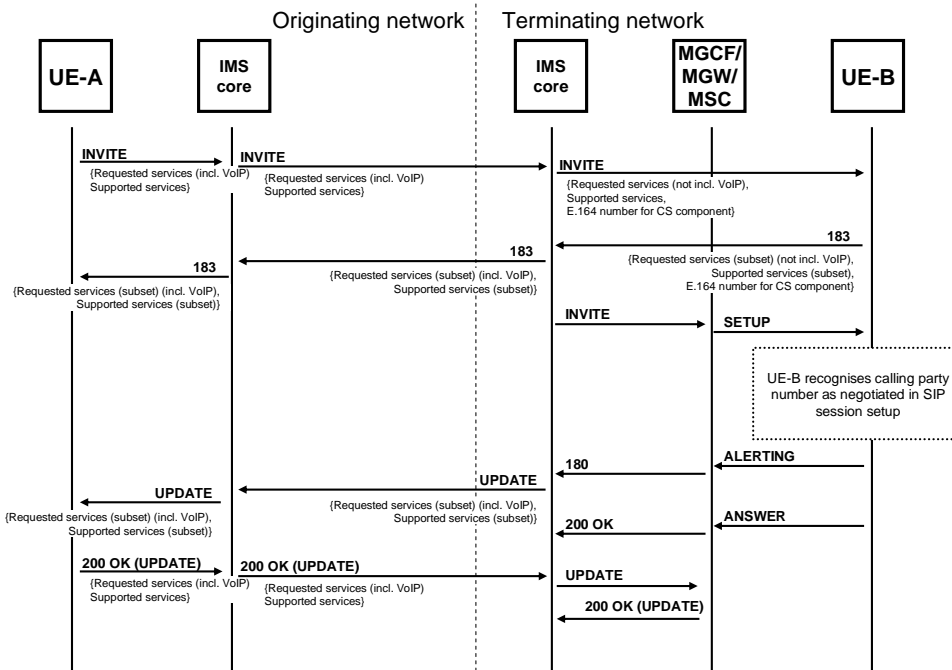 Originating network
Terminating network
UE-A
IMS
core
IMS
core
MGCF/
MGW/
MSC
UE-B
INVITE
{Requested services (incl. VoIP)
Supported services}
INVITE
{Requested services (incl. VoIP)
Supported services}
INVITE
{Requested services (not incl. VoIP),
Supported services,
E.164 number for CS component}
183
{Requested services (subset) (not incl. VoIP),
Supported services (subset),
E.164 number for CS component}
183
{Requested services (subset) (incl. VoIP),
Supported services (subset)}
183
{Requested services (subset) (incl. VoIP),
Supported services (subset)}
INVITE
SETUP
UE-B recognises calling party
number as negotiated in SIP
session setup
ALERTING
180
UPDATE
{Requested services (subset) (incl. VoIP),
Supported services (subset)}
UPDATE
{Requested services (subset) (incl. VoIP),
Supported services (subset)}
ANSWER
200 OK
200 OK (UPDATE)
{Requested services (incl. VoIP)
Supported services}
200 OK (UPDATE)
{Requested services (incl. VoIP)
Supported services}
UPDATE
200 OK (UPDATE)